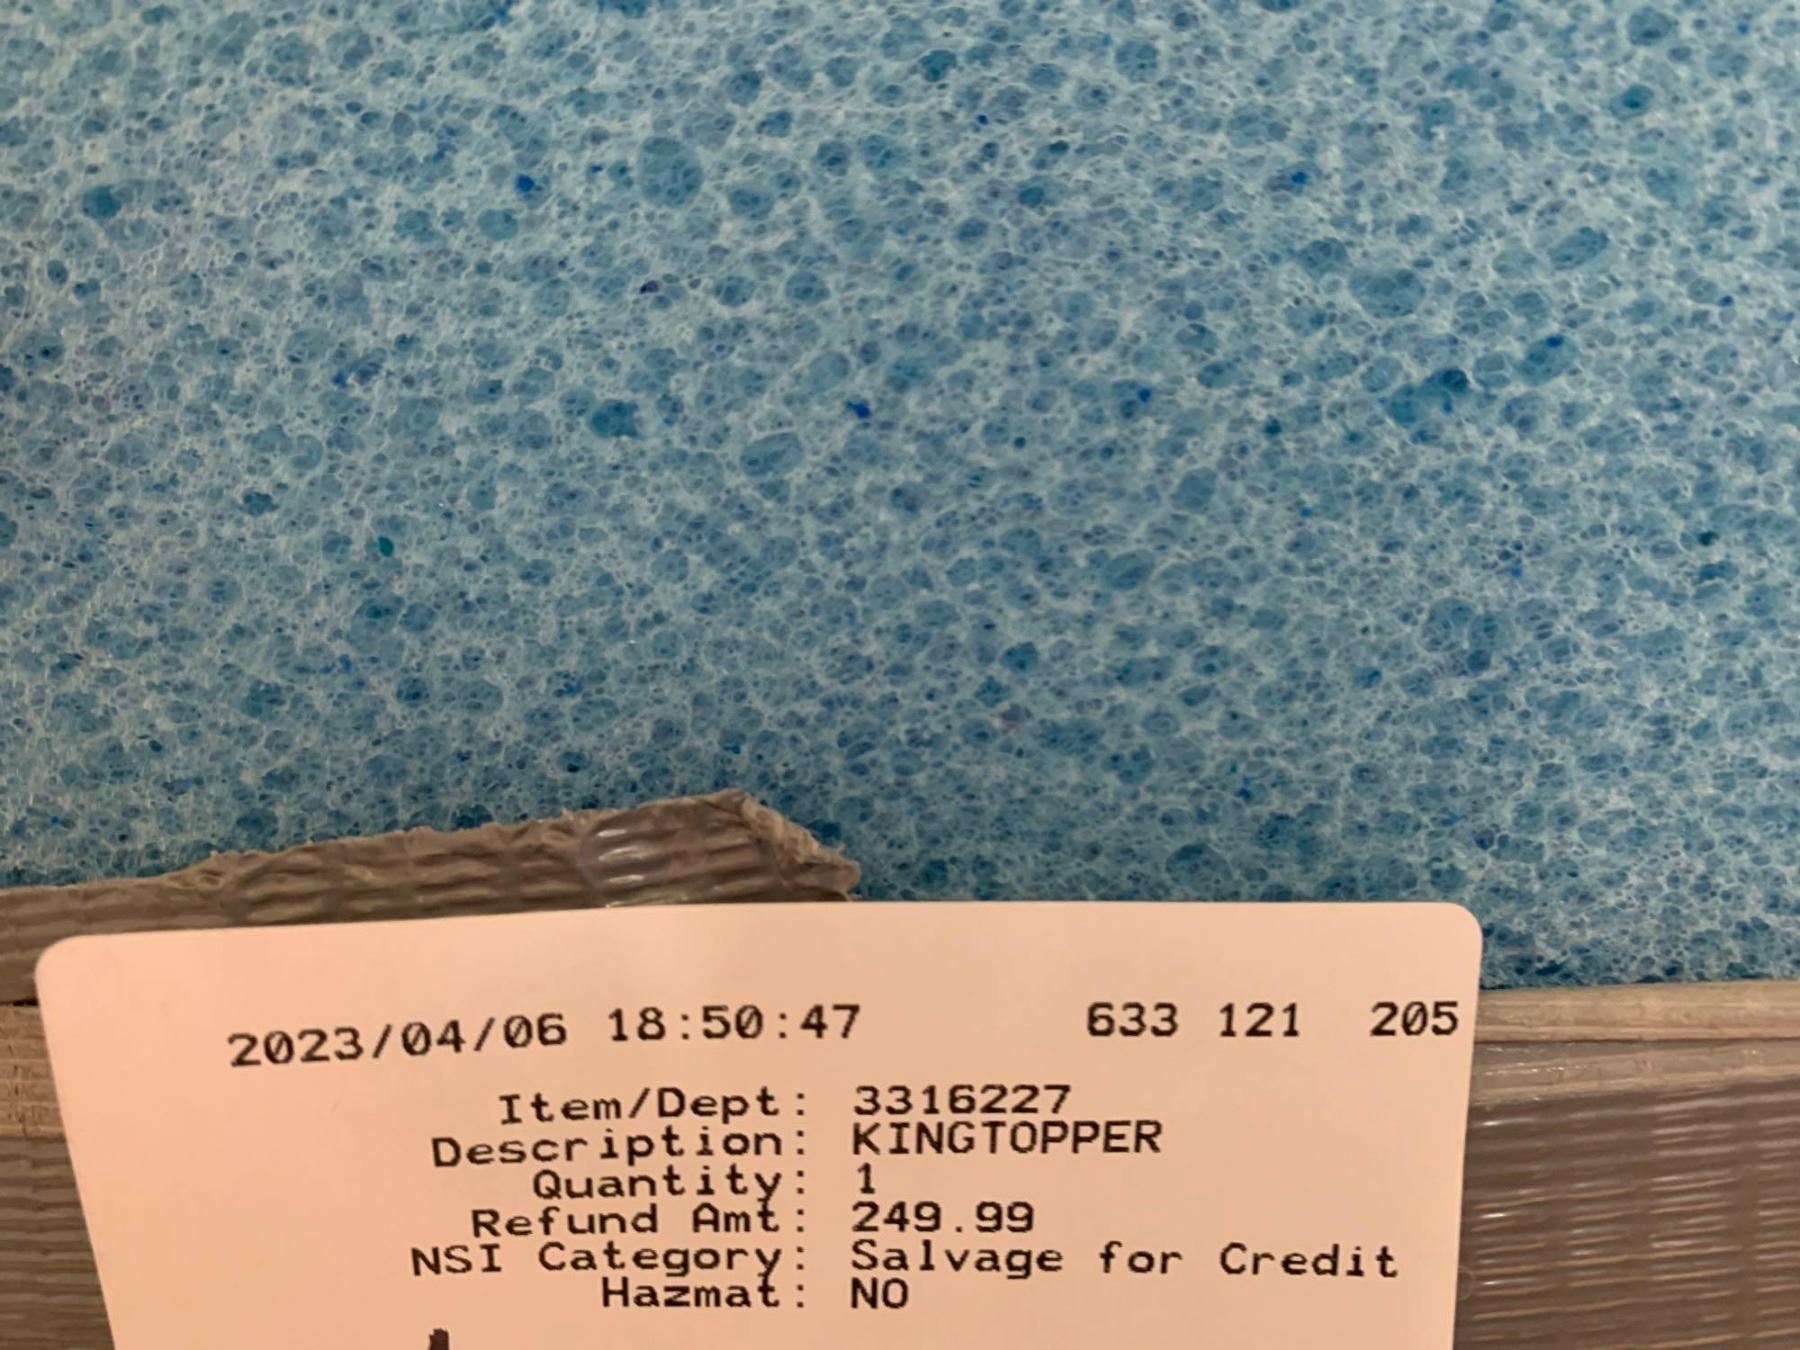 2023/04/06 18:50:47 633 121 205
Item/Dept: 3316227
Description: KINGTOPPER
Quantity: 1
Refund Amt: 249.99
NSI Category: Salvage for Credit
Hazmat: NO